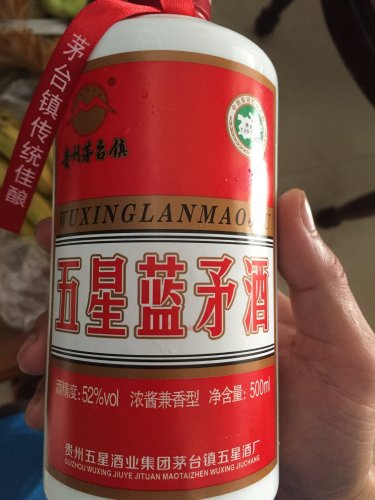 茅台镇传统佳酿
®
贵州茅台镇
WUXINGLANMAO
五星蓝矛酒
酒精度:52%vol 浓酱兼香型 净含量:500ml
贵州五星酒业集团茅台镇五星酒厂
GUIZHOU WUXING JIUYE JITUAN MAOTAIZHEN WUXING JIUCHANG